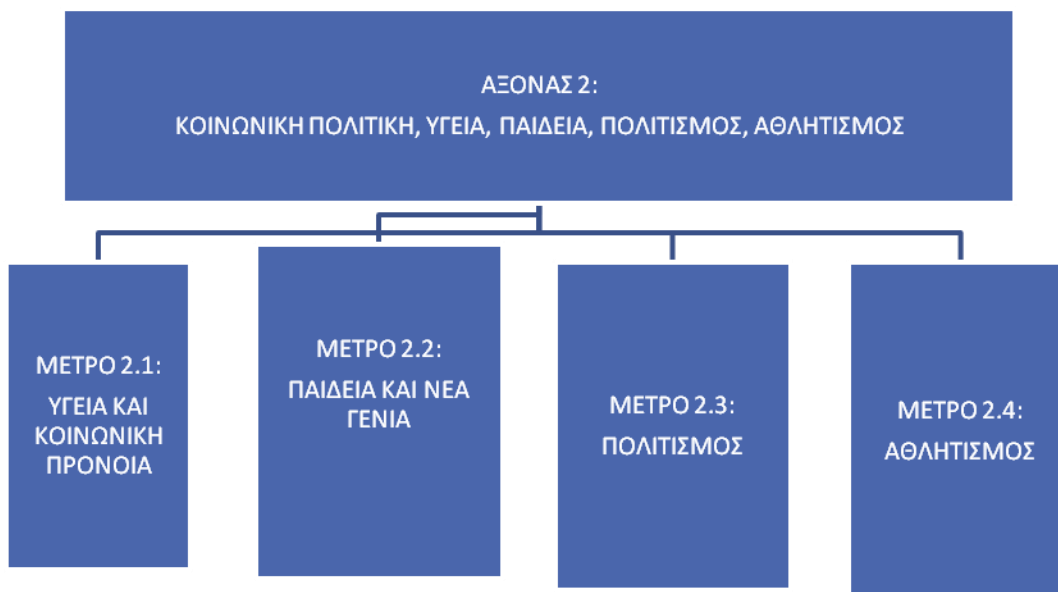 ΑΞΟΝΑΣ 2:
ΚΟΙΝΩΝΙΚΗ ΠΟΛΙΤΙΚΗ, ΥΓΕΙΑ, ΠΑΙΔΕΙΑ, ΠΟΛΙΤΙΣΜΟΣ, ΑΘΛΗΤΙΣΜΟΣ
ΜΕΤΡΟ 2.1:
ΥΓΕΙΑ ΚΑΙ
ΚΟΙΝΩΝΙΚΗ
ΠΡΟΝΟΙΑ
ΜΕΤΡΟ 2.2:
ΠΑΙΔΕΙΑ ΚΑΙ ΝΕΑ
ΓΕΝΙΑ
ΜΕΤΡΟ 2.3:
ΠΟΛΙΤΙΣΜΟΣ
ΜΕΤΡΟ 2.4:
ΑΘΛΗΤΙΣΜΟΣ